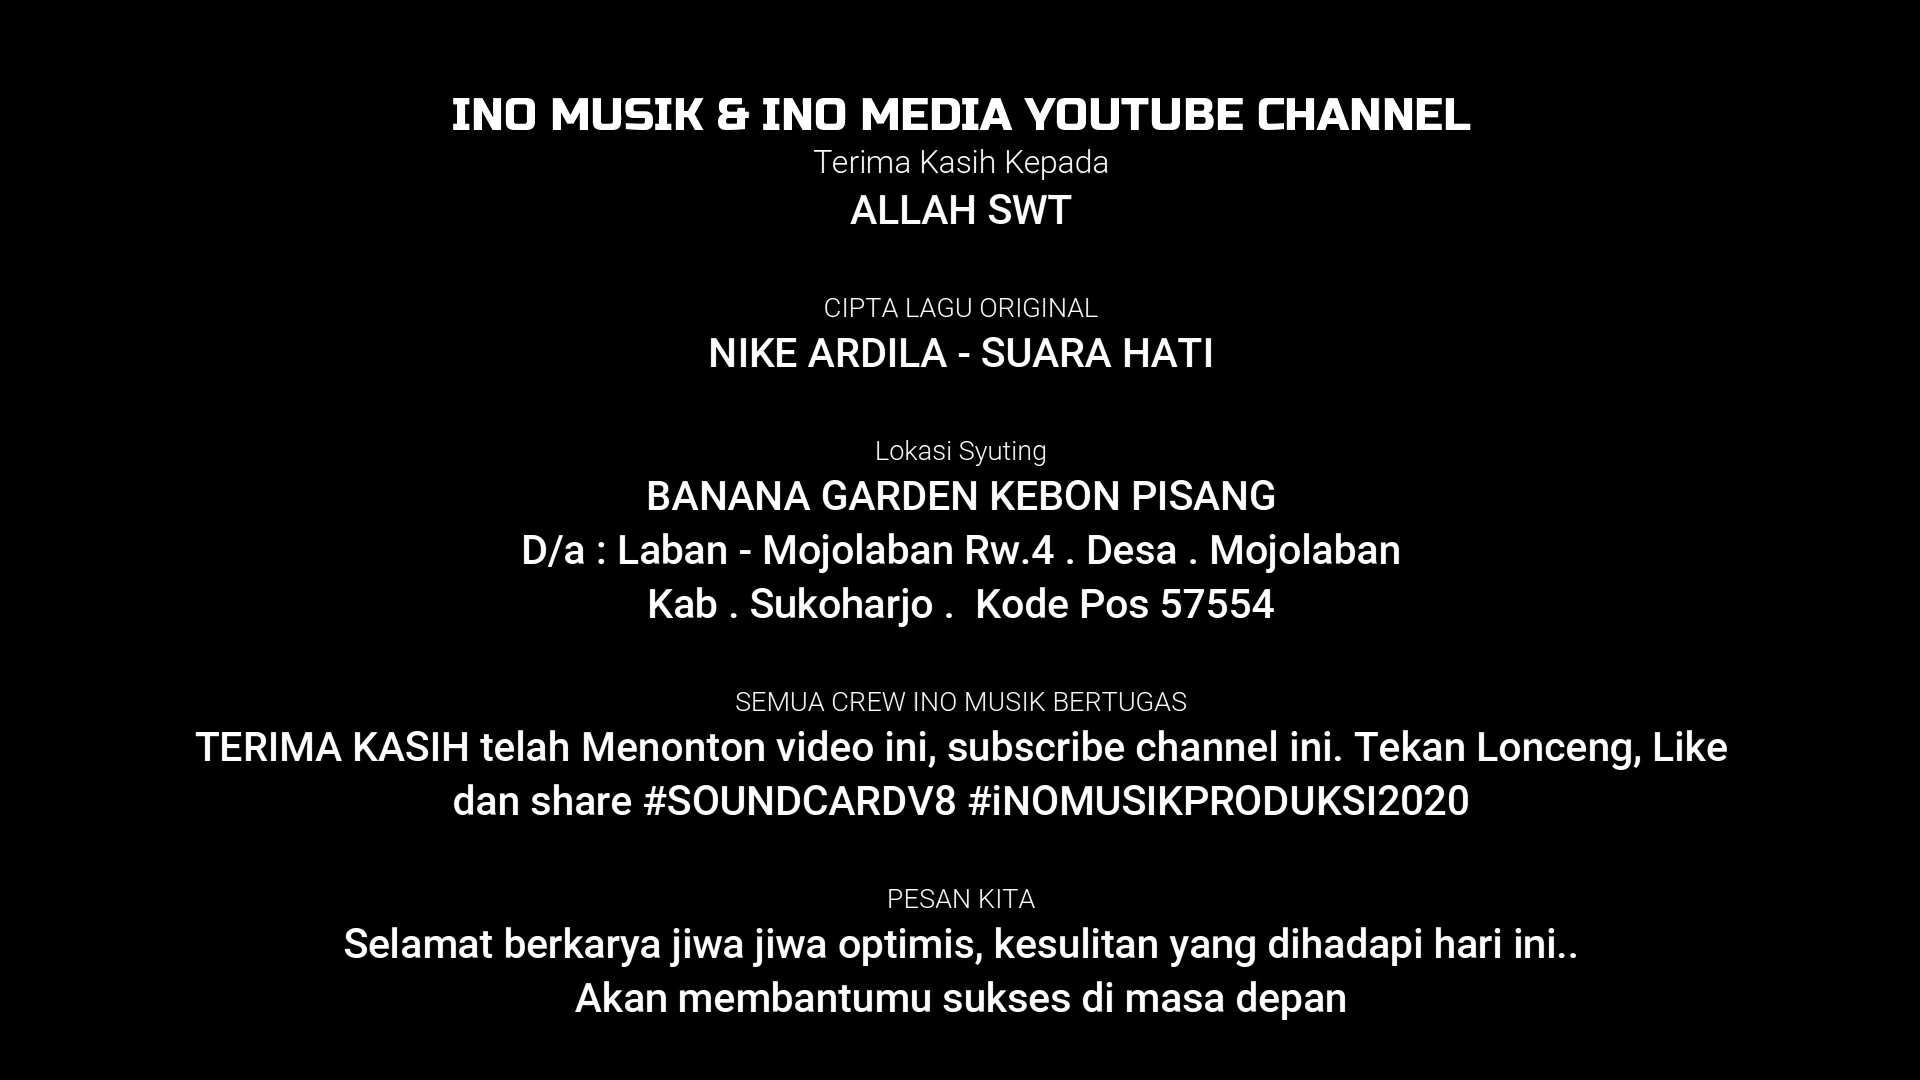 INO MUSIK & INO MEDIA YOUTUBE CHANNEL
Terima Kasih Kepada
ALLAH SWT
CIPTA LAGU ORIGINAL
NIKE ARDILA - SUARA HATI
Lokasi Syuting
BANANA GARDEN KEBON PISANG
D/a : Laban - Mojolaban Rw.4 . Desa . Mojolaban
Kab . Sukoharjo .  Kode Pos 57554
SEMUA CREW INO MUSIK BERTUGAS
TERIMA KASIH telah Menonton video ini, subscribe channel ini. Tekan Lonceng, Like
dan share #SOUNDCARDV8 #iNOMUSIKPRODUKSI2020
PESAN KITA
Selamat berkarya jiwa jiwa optimis, kesulitan yang dihadapi hari ini..
Akan membantumu sukses di masa depan